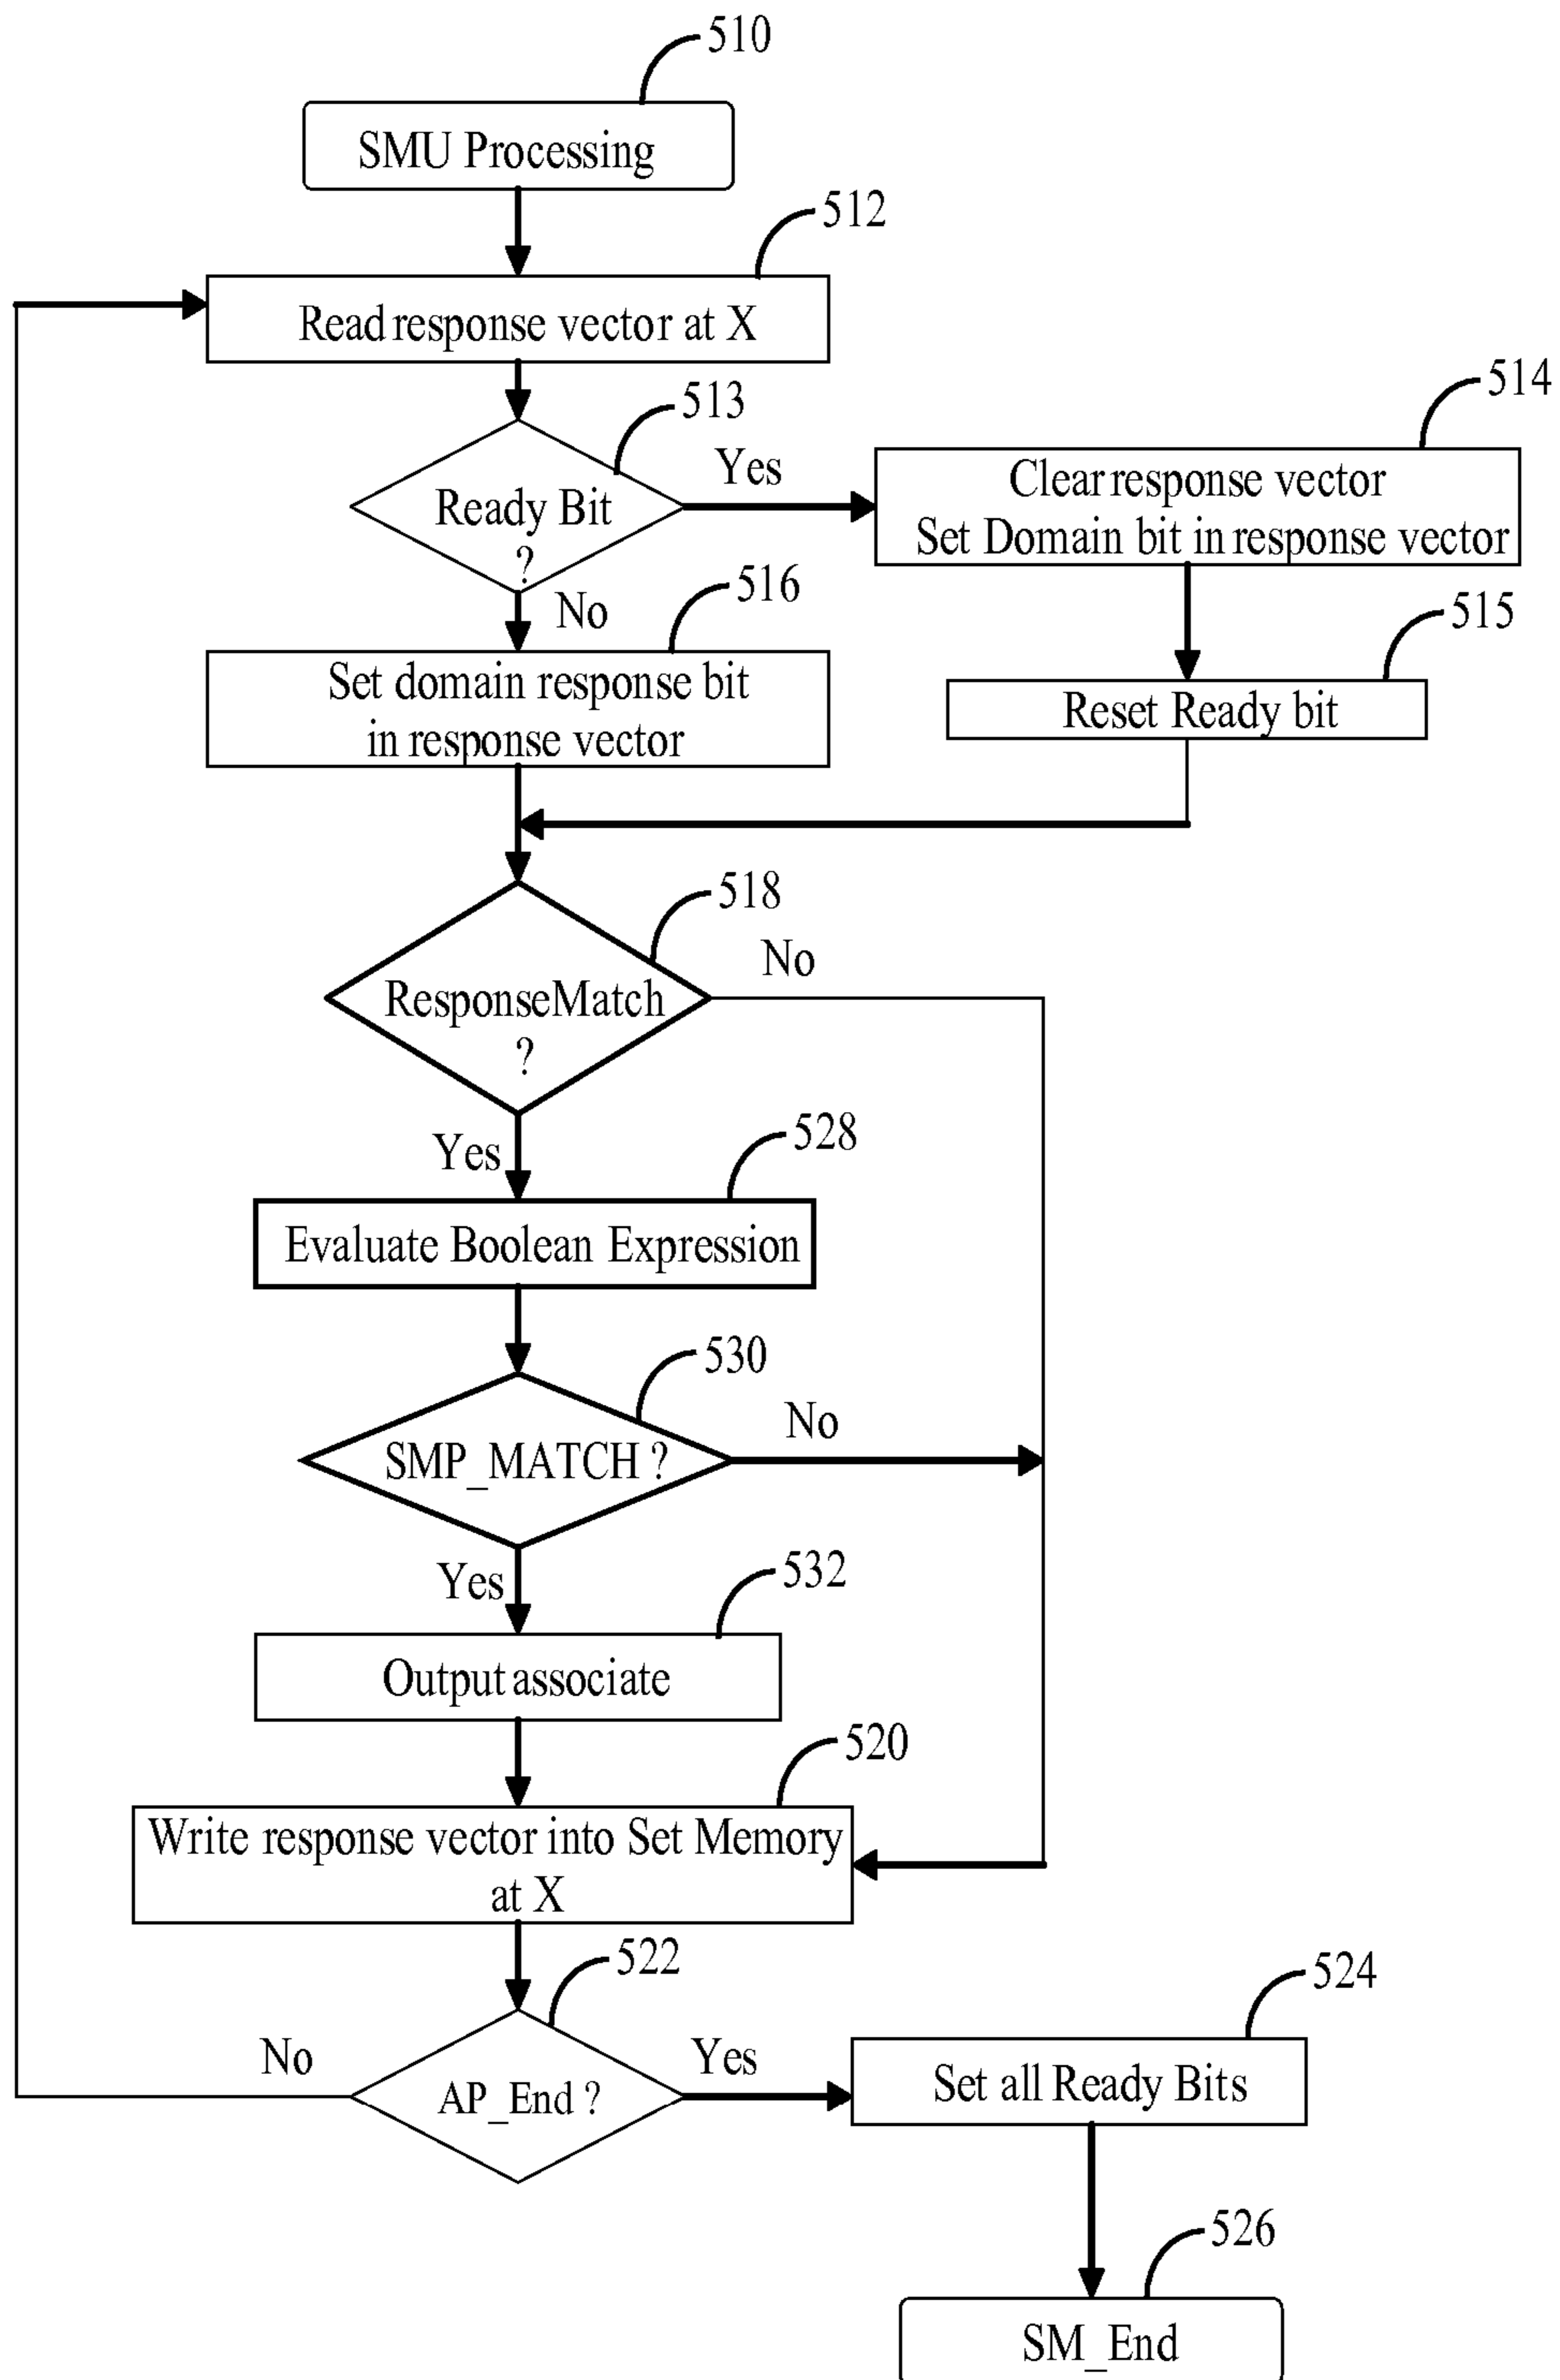 510
SMU Processing
512
Read response vector at X
513
514
Ready Bit
?
Yes
Clear response vector
Set Domain bit in response vector
No
516
515
Set domain response bit
in response vector
Reset Ready bit
518
No
ResponseMatch
?
Yes
528
Evaluate Boolean Expression
530
No
SMP_MATCH ?
Yes
532
Output associate
520
Write response vector into Set Memory
at X
522
524
No
AP_End ?
Yes
Set all Ready Bits
526
SM_End